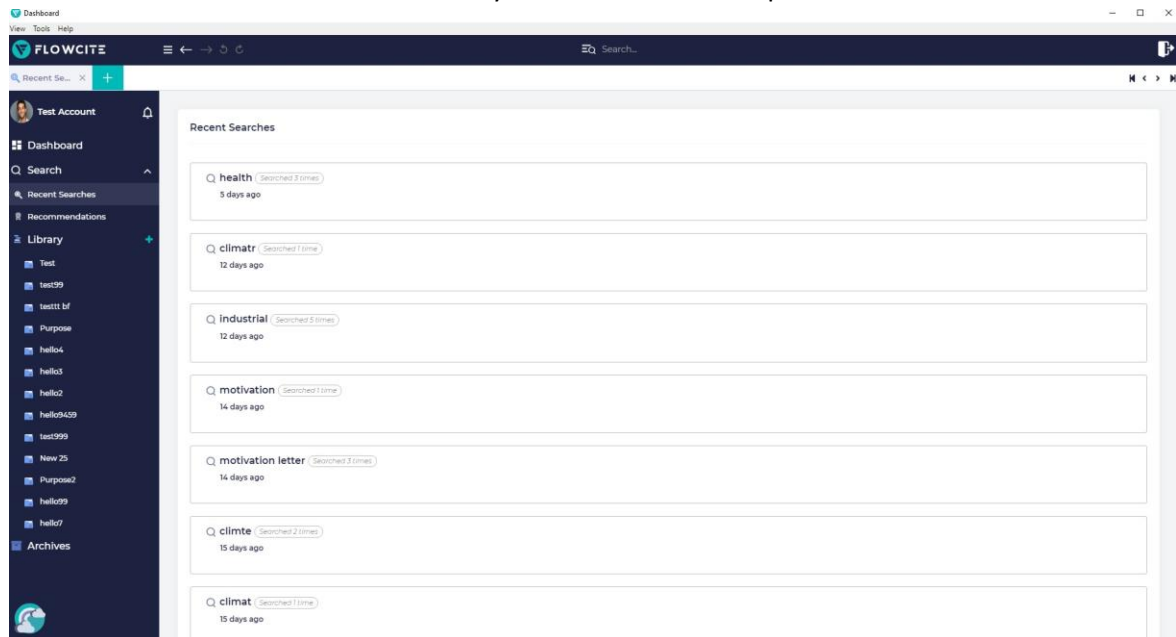 Dashboard
View Tools Help
FLOWCITE
Search...
Recent Se...
Test Account
Dashboard
Search
Recent Searches
Recommendations
Library
Test
test99
testtt bf
Purpose
hello4
hello3
hello2
hello9459
test999
New 25
Purpose2
hello99
hello7
Archives
Recent Searches
health Searched 3 times
5 days ago
climatr Searched 1 time
12 days ago
industrial Searched 5 times
12 days ago
motivation Searched 1 time
14 days ago
motivation letter Searched 3 times
14 days ago
climte Searched 2 times
15 days ago
climat Searched 1 time
15 days ago